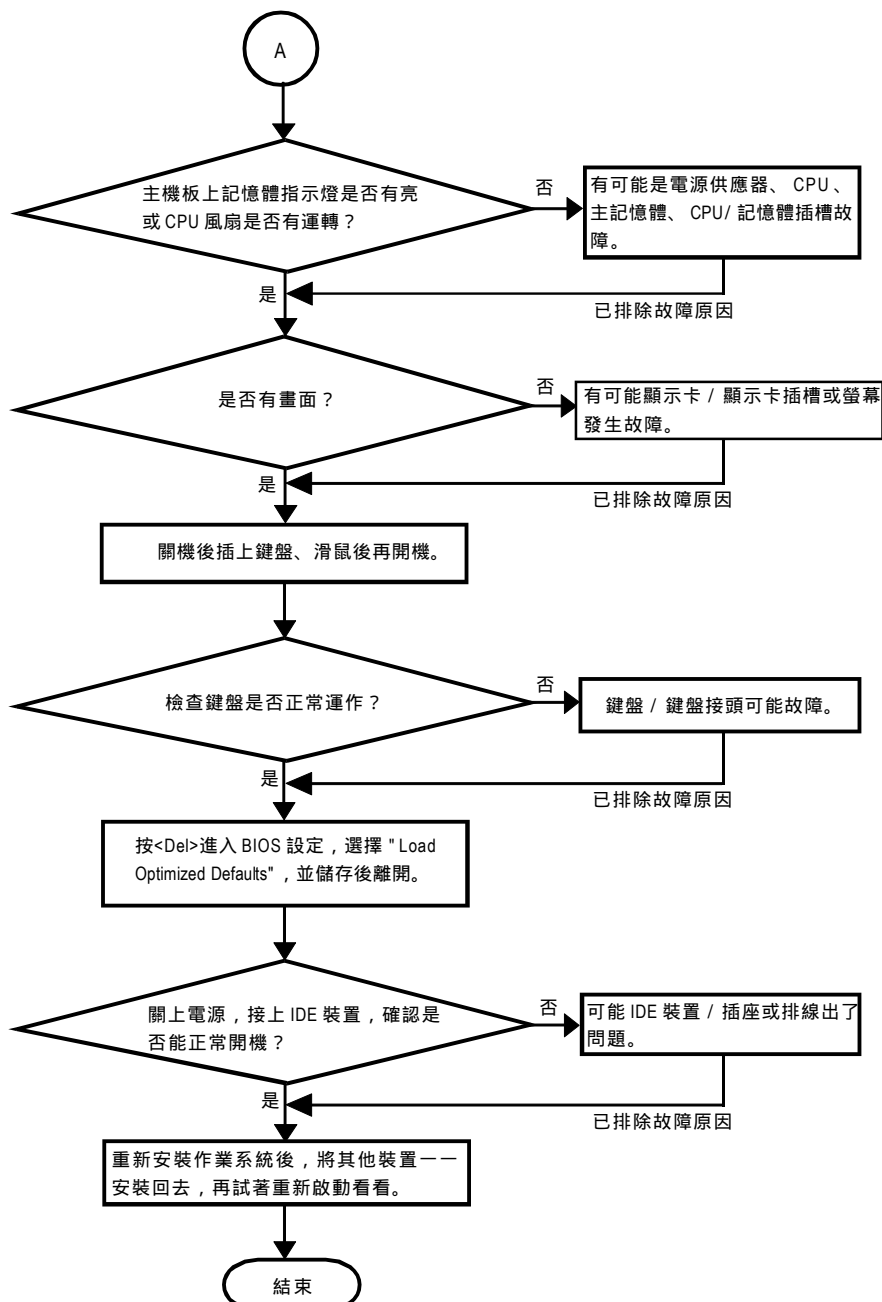 A
主機板上記憶體指示燈是否有亮
或 CPU 風扇是否有運轉？
否
有可能是電源供應器、 CPU 、
主記憶體、 CPU/ 記憶體插槽故
障。
是
已排除故障原因
是否有畫面？
否
有可能顯示卡 / 顯示卡插槽或螢幕
發生故障。
是
已排除故障原因
關機後插上鍵盤、滑鼠後再開機。
檢查鍵盤是否正常運作？
否
鍵盤 / 鍵盤接頭可能故障。
是
已排除故障原因
按<Del>進入 BIOS 設定，選擇 " Load
Optimized Defaults" ，並儲存後離開。
關上電源，接上 IDE 裝置，確認是
否能正常開機？
否
可能 IDE 裝置 / 插座或排線出了
問題。
是
已排除故障原因
重新安裝作業系統後，將其他裝置一一
安裝回去，再試著重新啟動看看。
結束